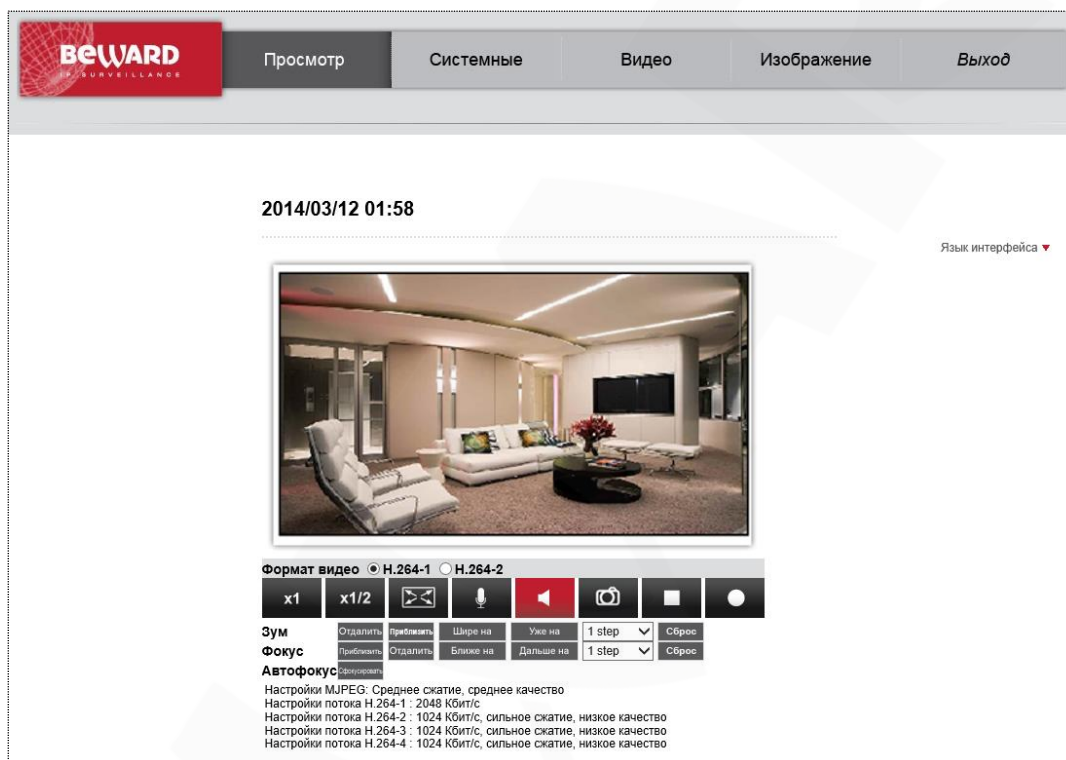 BEWARD
IP SURVEILLANCE
Просмотр Системные Видео Изображение Выход
2014/03/12 01:58
Язык интерфейса
Формат видео H.264-1 H.264-2
x1 x1/2
Зум Отдалить Приблизить Шире на Уже на 1 step Сброс
Фокус Приблизить Отдалить Ближе на Дальше на 1 step Сброс
Автофокус Сфокусировать
Настройки MJPEG: Среднее сжатие, среднее качество
Настройки потока H.264-1 : 2048 Кбит/с
Настройки потока H.264-2 : 1024 Кбит/с, сильное сжатие, низкое качество
Настройки потока H.264-3 : 1024 Кбит/с, сильное сжатие, низкое качество
Настройки потока H.264-4 : 1024 Кбит/с, сильное сжатие, низкое качество